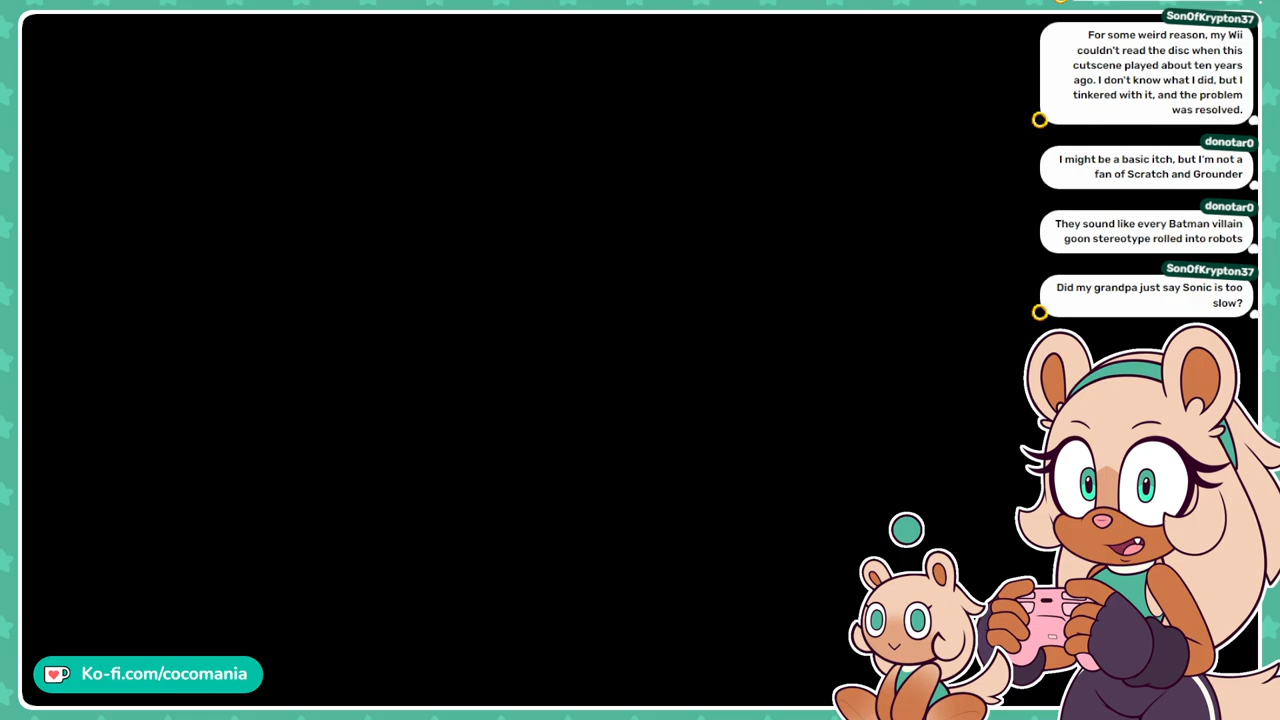 SonOfKrypton37
For some weird reason, my Wii
couldn't read the disc when this
cutscene played about ten years
ago. I don't know what I did, but I
tinkered with it, and the problem
was resolved.
donotar0
I might be a basic itch, but I'm not a
fan of Scratch and Grounder
donotar0
They sound like every Batman villain
goon stereotype rolled into robots
SonOfKrypton37
Did my grandpa just say Sonic is too
slow?
Ko-fi.com/cocomania